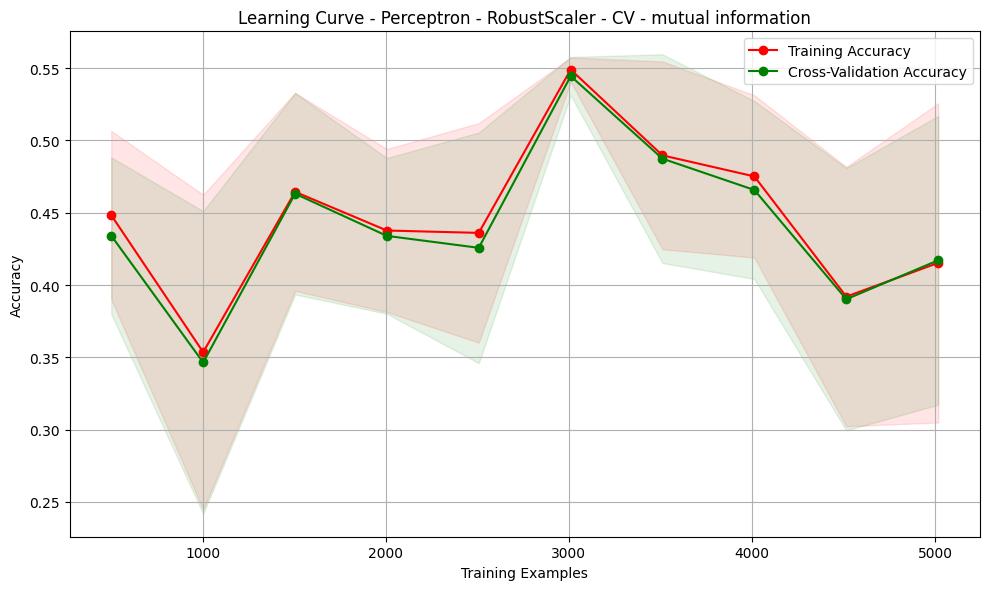 Learning Curve - Perceptron - RobustScaler - CV - mutual information
Training Accuracy
Cross-Validation Accuracy
0.55
0.50
0.45
0.40
0.35
0.30
0.25
Accuracy
1000 2000 3000 4000 5000
Training Examples